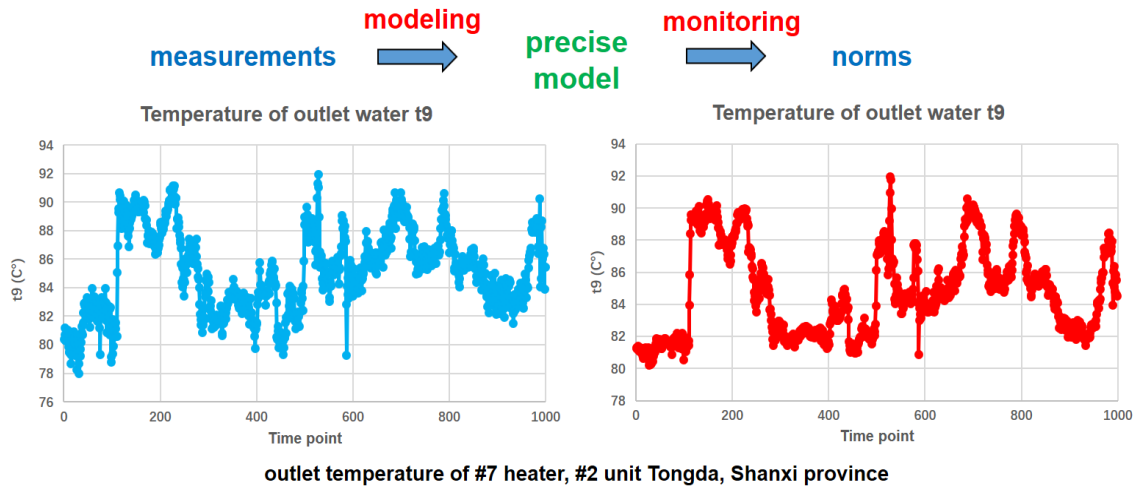 modeling
monitoring
measurements
precise
model
norms
Temperature of outlet water t9
94
92
90
88
86
84
82
80
78
76
t9 (C°)
0
200
400
600
800
1000
Time point
Temperature of outlet water t9
94
92
90
88
86
84
82
80
78
t9 (C°)
0
200
400
600
800
1000
Time point
outlet temperature of #7 heater, #2 unit Tongda, Shanxi province